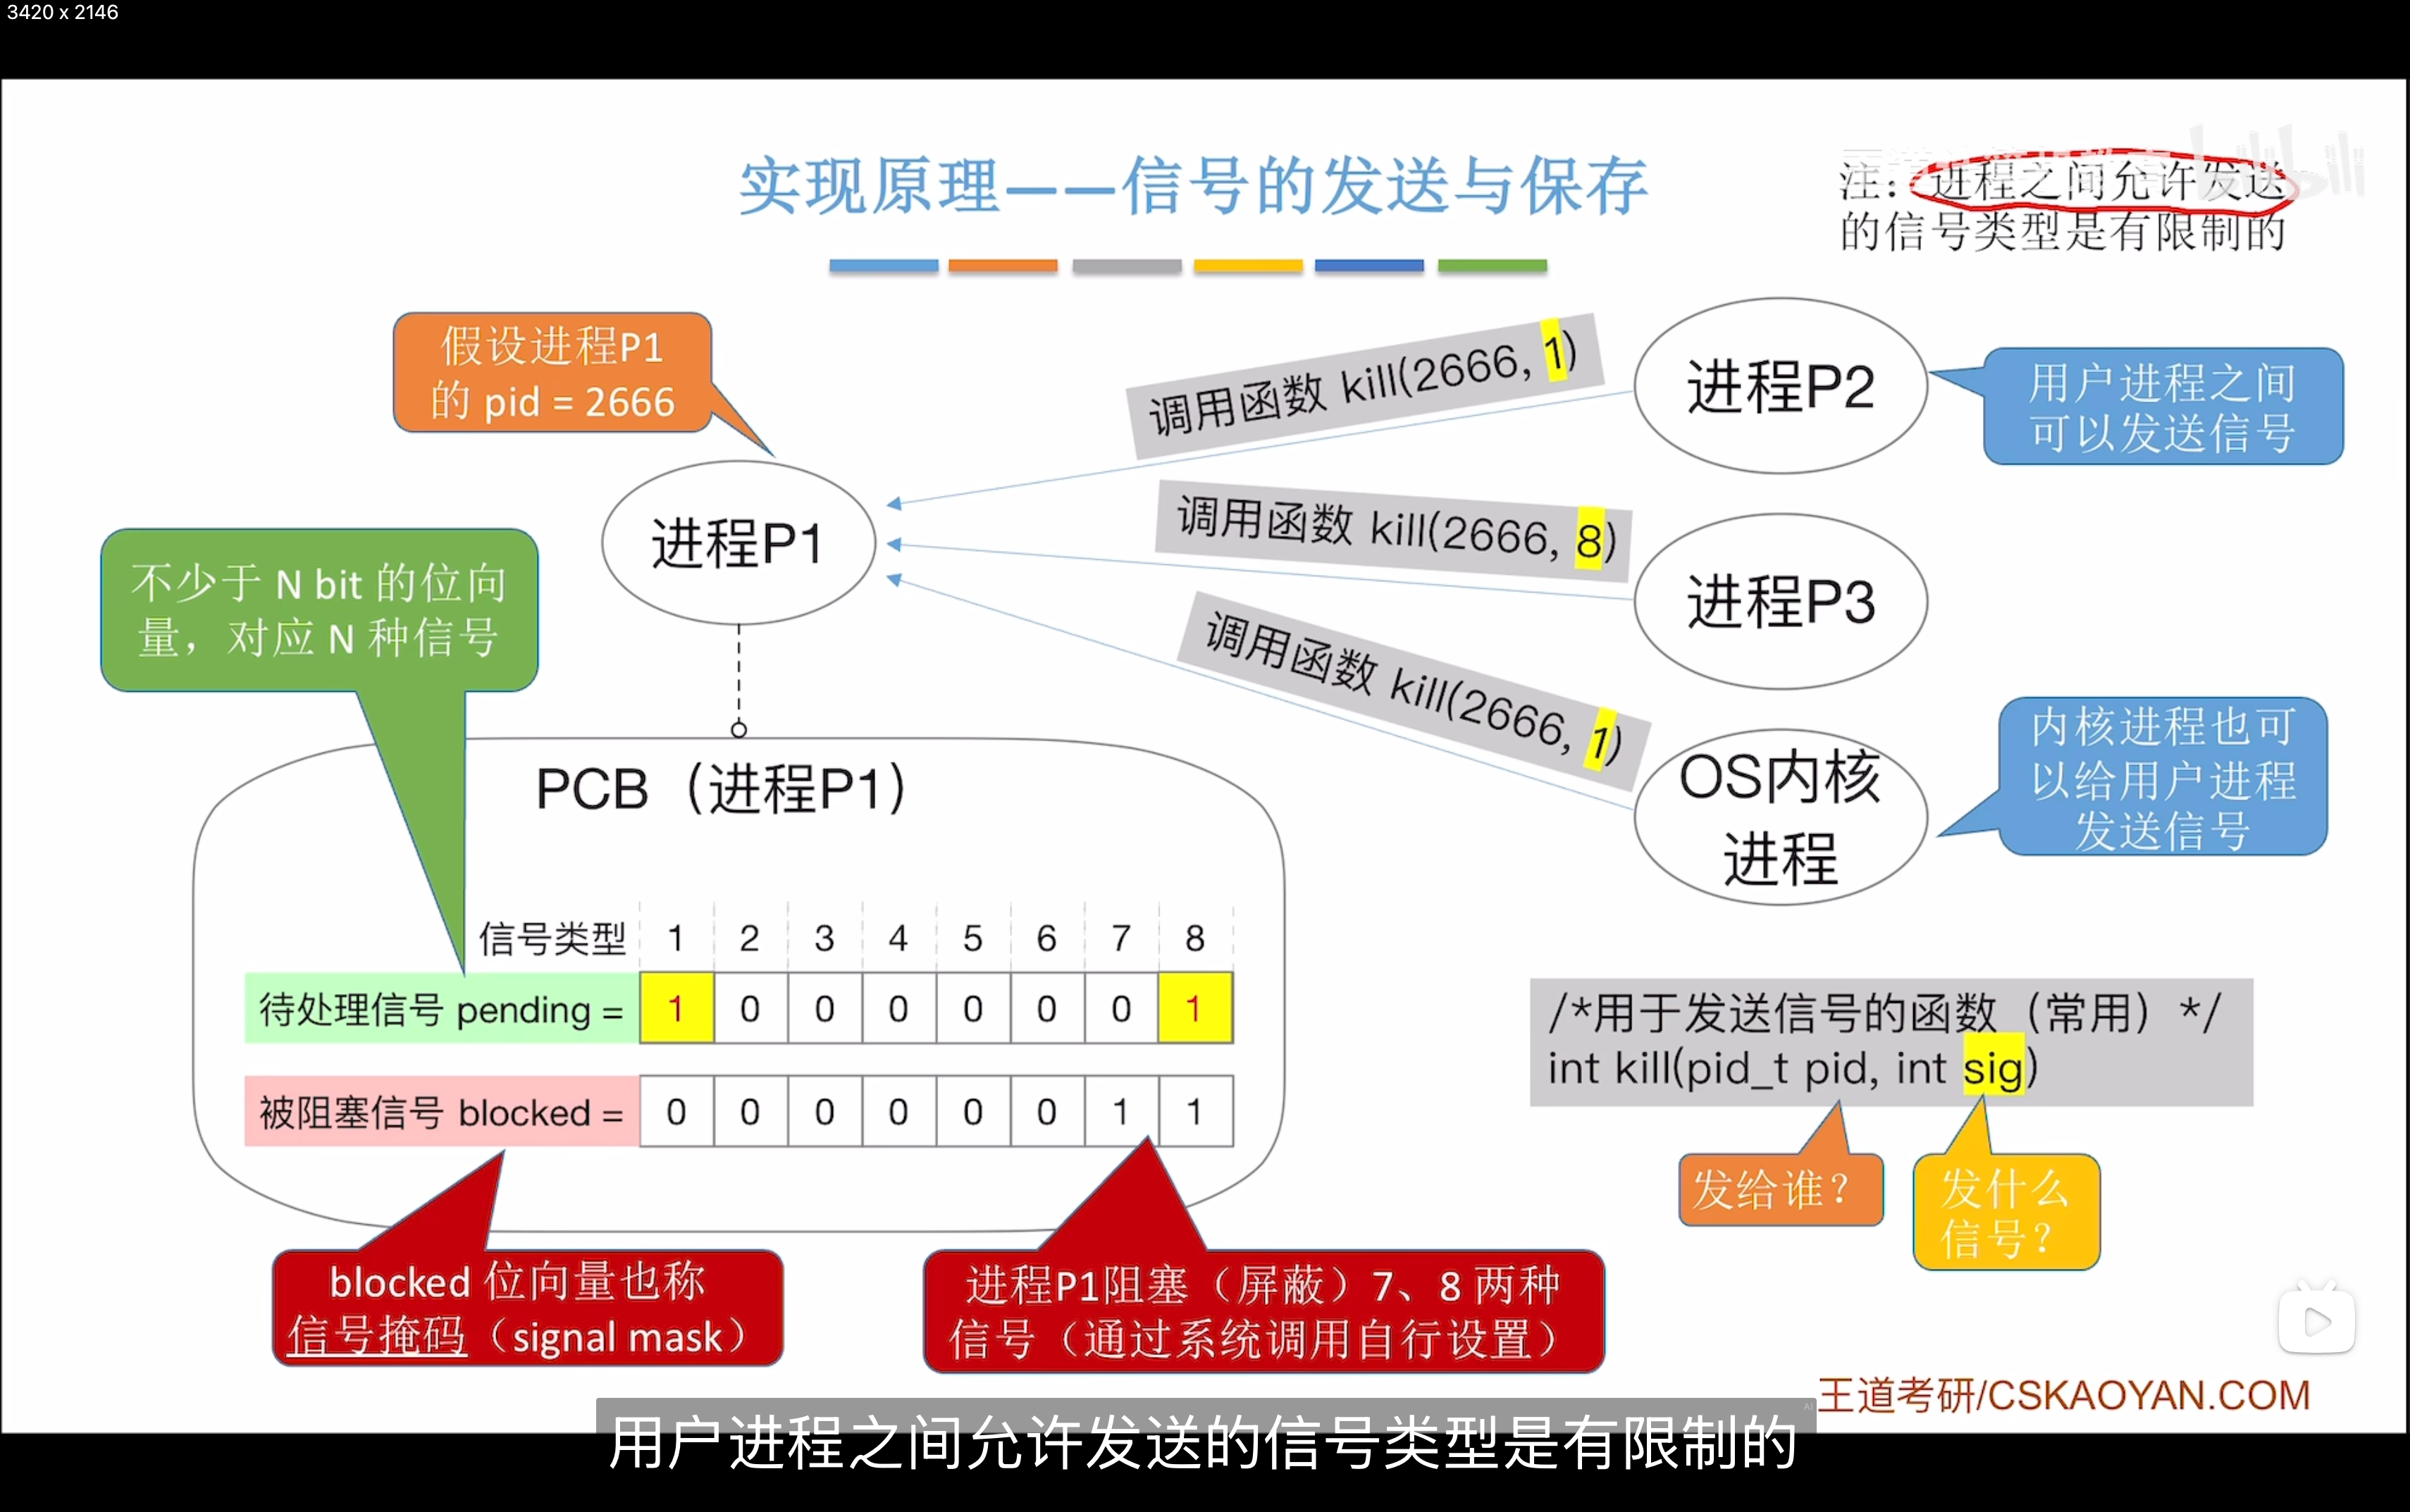 3420 x 2146
实现原理——信号的发送与保存
注：进程之间允许发送
的信号类型是有限制的
假设进程P1
的 pid = 2666
调用函数 kill(2666, 1)
进程P2
用户进程之间
可以发送信号
进程P1
调用函数 kill(2666, 8)
进程P3
不少于 N bit 的位向
量，对应 N 种信号
调用函数 kill(2666, 1)
OS内核
进程
内核进程也可
以给用户进程
发送信号
PCB（进程P1）
信号类型 1 2 3 4 5 6 7 8
待处理信号 pending = 1 0 0 0 0 0 0 1
被阻塞信号 blocked = 0 0 0 0 0 0 1 1
/*用于发送信号的函数（常用）*/
int kill(pid_t pid, int sig)
发给谁？
发什么
信号？
blocked 位向量也称
信号掩码（signal mask）
进程P1阻塞（屏蔽）7、8 两种
信号（通过系统调用自行设置）
王道考研/CSKAOYAN.COM
用户进程之间允许发送的信号类型是有限制的